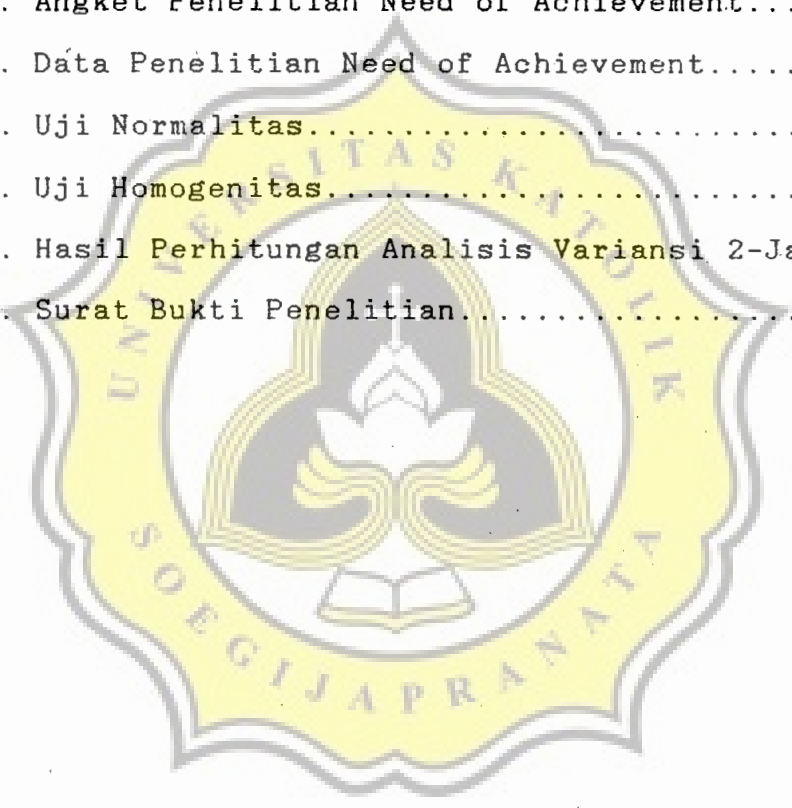 . Angket Penelitian Need of Achievement...
. Data Penelitian Need of Achievement.....
. Uji Normalitas........................
. Uji Homogenitas.......................
. Hasil Perhitungan Analisis Variansi 2-Ja
. Surat Bukti Penelitian.................
UNIVERSITAS KATOLIK
SOEGIJAPRANATA